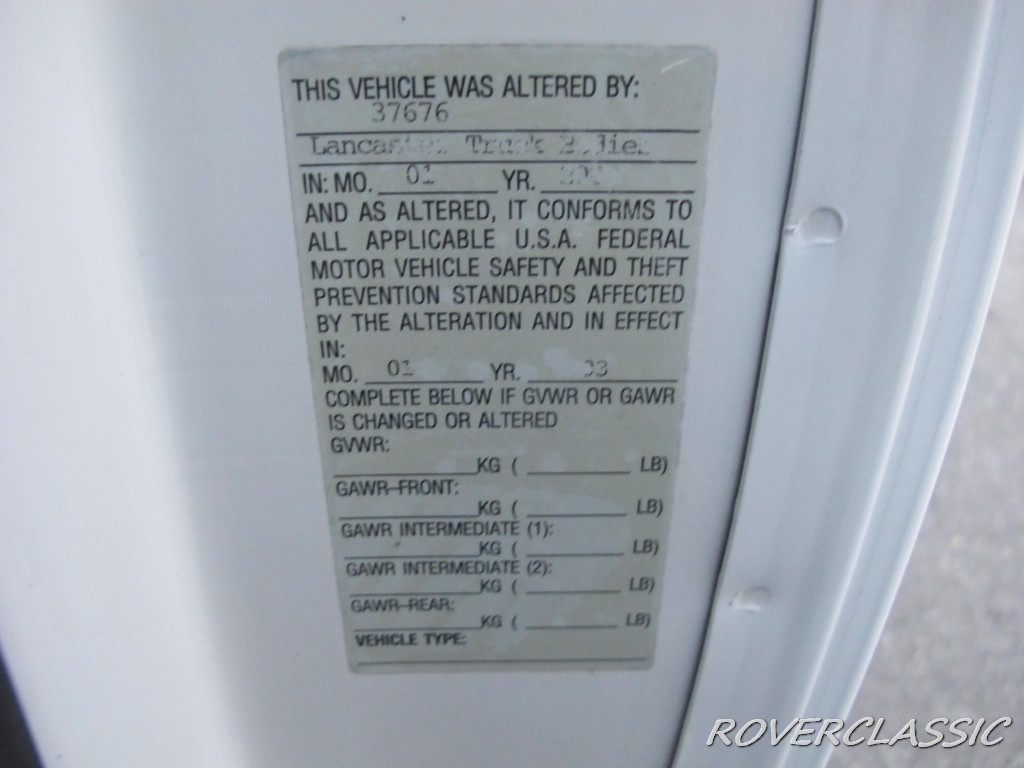 THIS VEHICLE WAS ALTERED BY:
37676
Lancaster Truck
IN: MO. 01 YR.
AND AS ALTERED, IT CONFORMS TO
ALL APPLICABLE U.S.A. FEDERAL
MOTOR VEHICLE SAFETY AND THEFT
PREVENTION STANDARDS AFFECTED
BY THE ALTERATION AND IN EFFECT
IN:
MO. 01 YR. 03
COMPLETE BELOW IF GVWR OR GAWR
IS CHANGED OR ALTERED
GVWR:
KG ( LB)
GAWR-FRONT:
KG ( LB)
GAWR INTERMEDIATE (1):
KG ( LB)
GAWR INTERMEDIATE (2):
KG ( LB)
GAWR-REAR:
KG ( LB)
VEHICLE TYPE:
ROVERCLASSIC